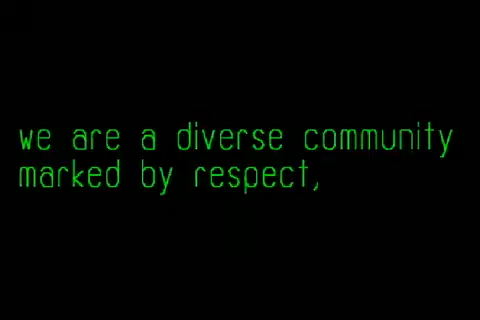 we are a diverse community
marked by respect,